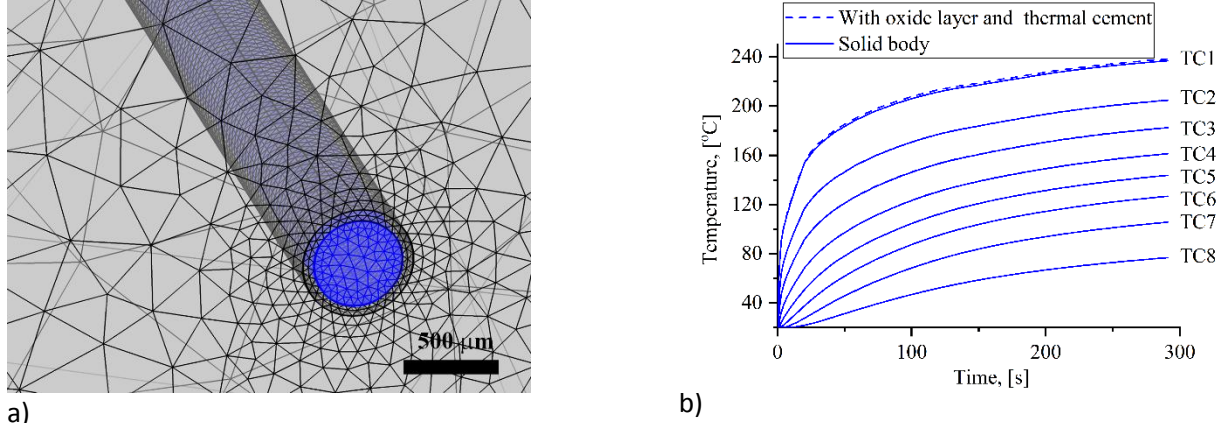 500 μm
a)
With oxide layer and thermal cement
Solid body
240
200
160
120
80
40
Temperature, [°C]
TC1
TC2
TC3
TC4
TC5
TC6
TC7
TC8
0
100
200
300
Time, [s]
b)